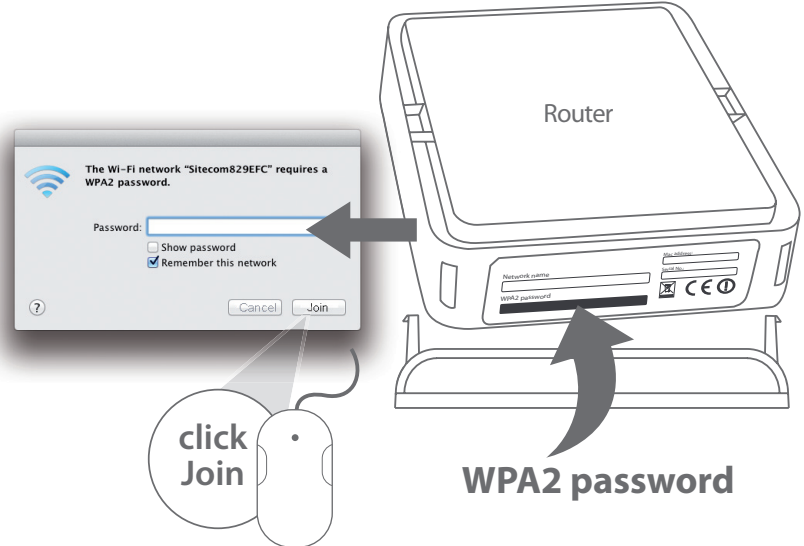 Router
The Wi-Fi network “Sitecom829EFC” requires a
WPA2 password.
Password:
Show password
Remember this network
?
Cancel
Join
Network name
WPA2 password
Mac Address:
Serial No.:
CE
click
Join
WPA2 password